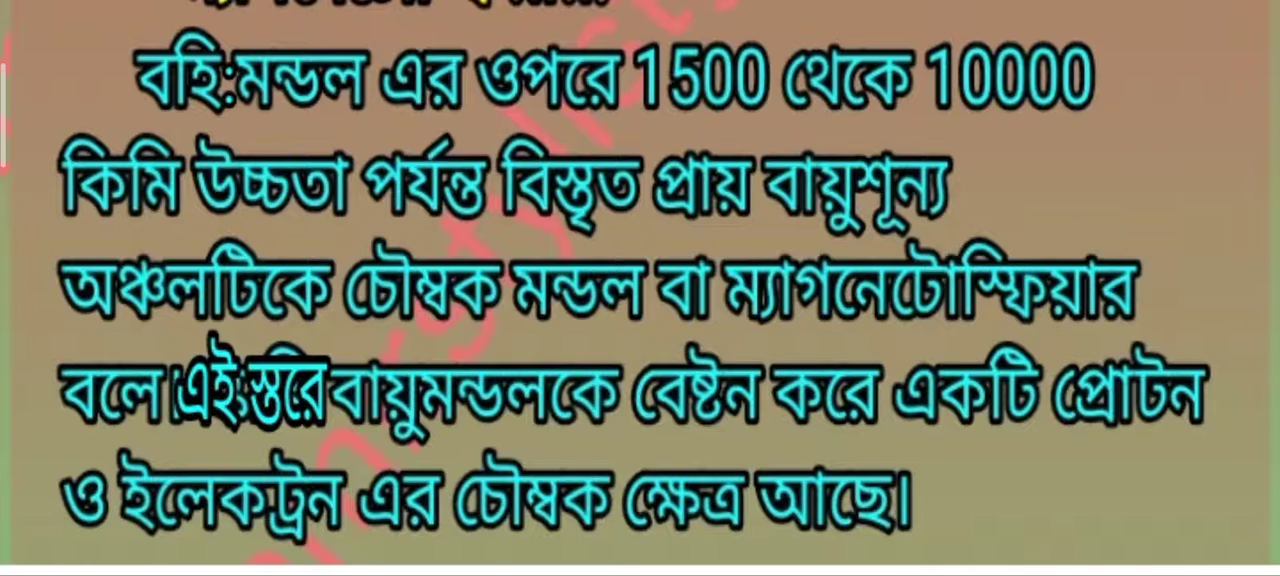 বহি:মন্ডল এর ওপরে 1500 থেকে 10000
কিমি উচ্চতা পর্যন্ত বিস্তৃত প্রায় বায়ুশূন্য
অঞ্চলটিকে চৌম্বক মন্ডল বা ম্যাগনেটোস্ফিয়ার
বলে। এই স্তরে বায়ুমন্ডলকে বেষ্টন করে একটি প্রোটন
ও ইলেকট্রন এর চৌম্বক ক্ষেত্র আছে।